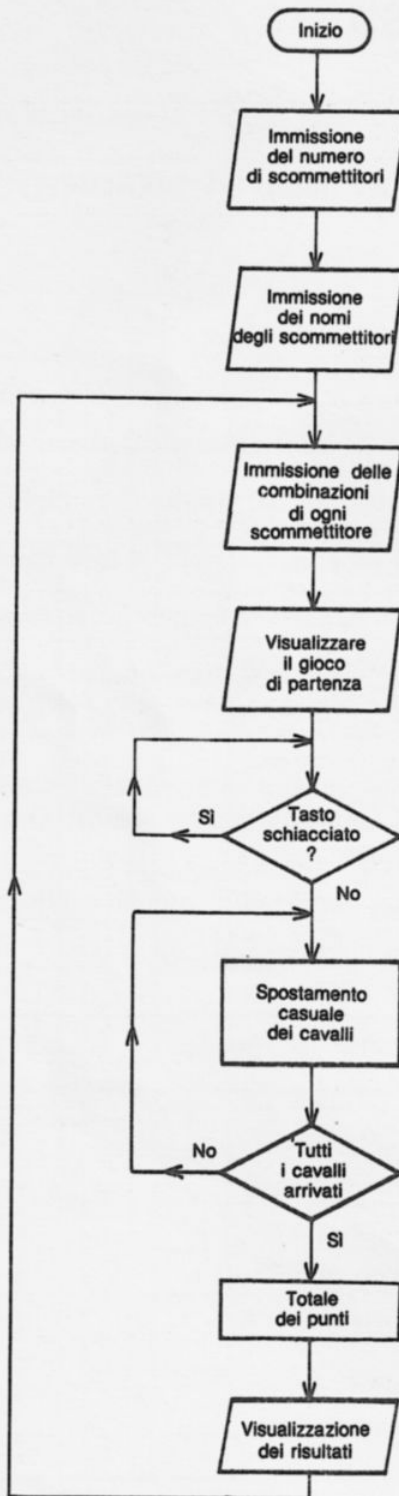 Inizio
Immissione
del numero
di scommettitori
Immissione
dei nomi
degli scommettitori
Immissione delle
combinazioni
di ogni
scommettitore
Visualizzare
il gioco
di partenza
Sì
Tasto
schiacciato
?
No
Spostamento
casuale
dei cavalli
No
Tutti
i cavalli
arrivati
Sì
Totale
dei punti
Visualizzazione
dei risultati